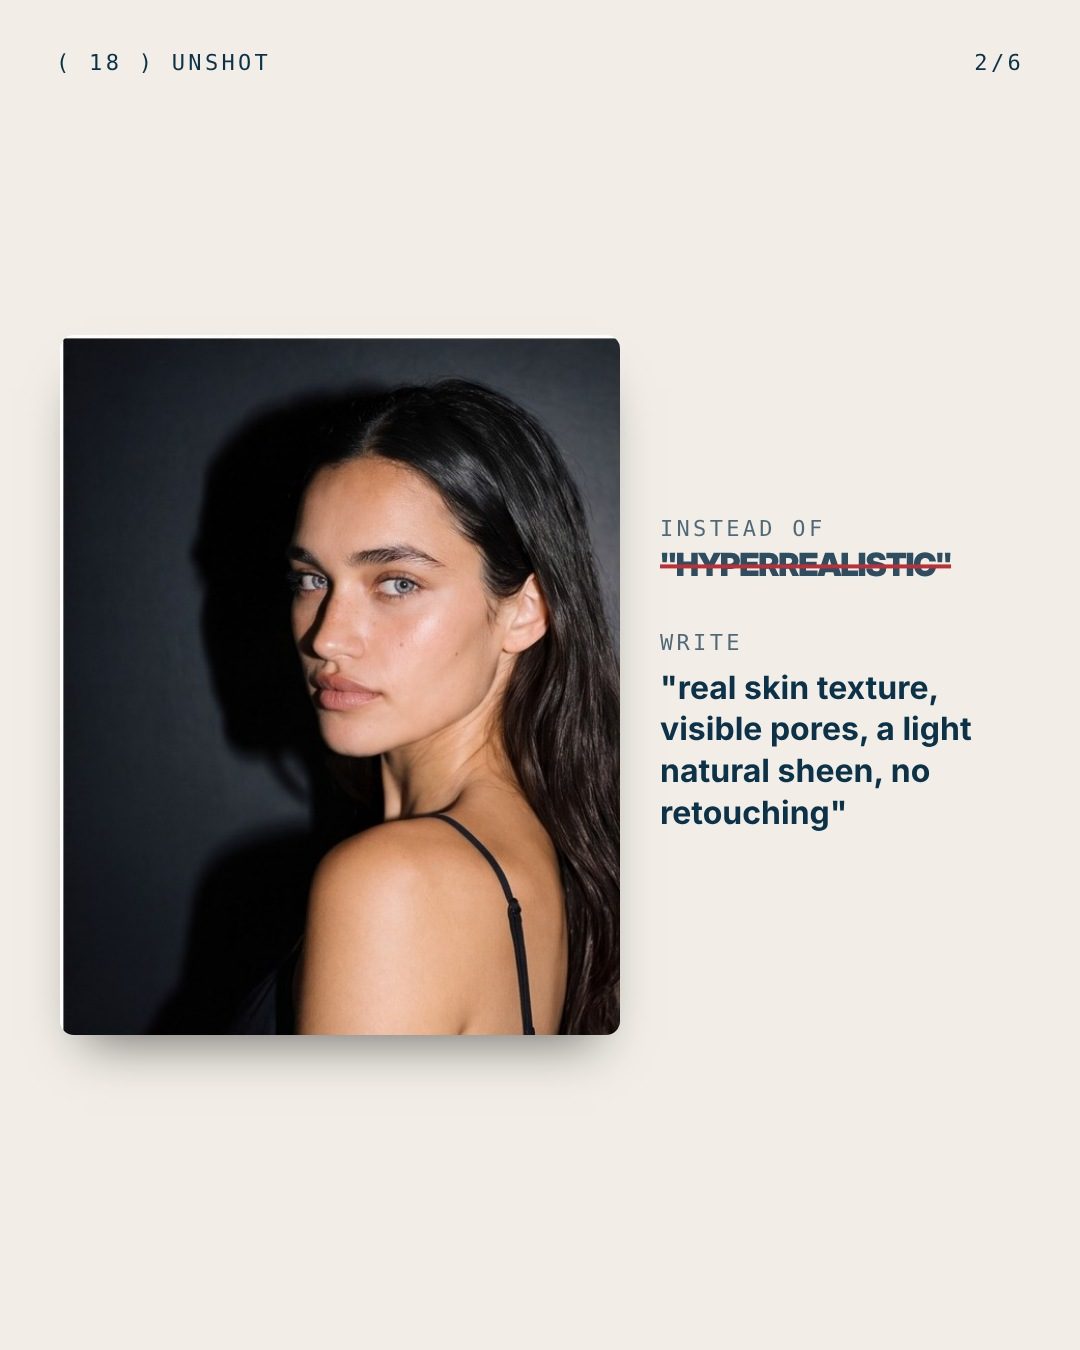 ( 18 ) UNSHOT
2/6
INSTEAD OF
"HYPERREALISTIC"
WRITE
"real skin texture,
visible pores, a light
natural sheen, no
retouching"